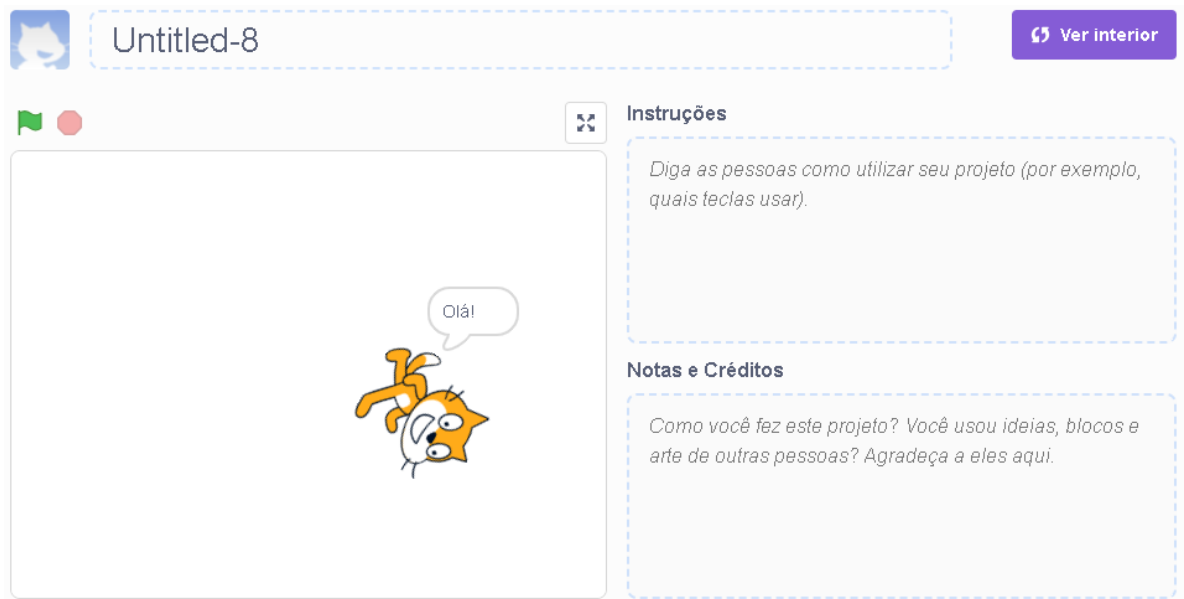 Untitled-8
Ver interior
Instruções
Diga as pessoas como utilizar seu projeto (por exemplo,
quais teclas usar).
Olá!
Notas e Créditos
Como você fez este projeto? Você usou ideias, blocos e
arte de outras pessoas? Agradeça a eles aqui.